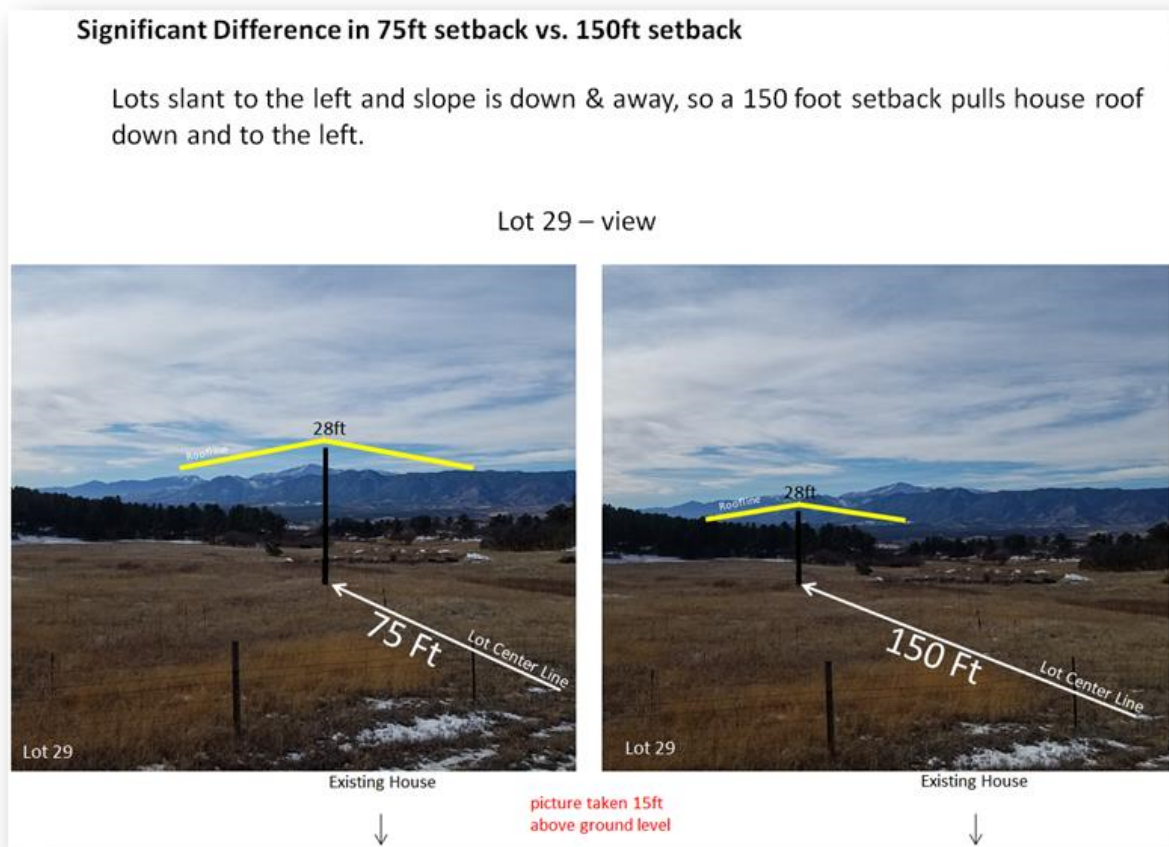 Significant Difference in 75ft setback vs. 150ft setback
Lots slant to the left and slope is down & away, so a 150 foot setback pulls house roof
down and to the left.
Lot 29 – view
28ft
Roofline
75 Ft
Lot Center Line
Lot 29
Existing House
28ft
Roofline
150 Ft
Lot Center Line
Lot 29
Existing House
picture taken 15ft
above ground level